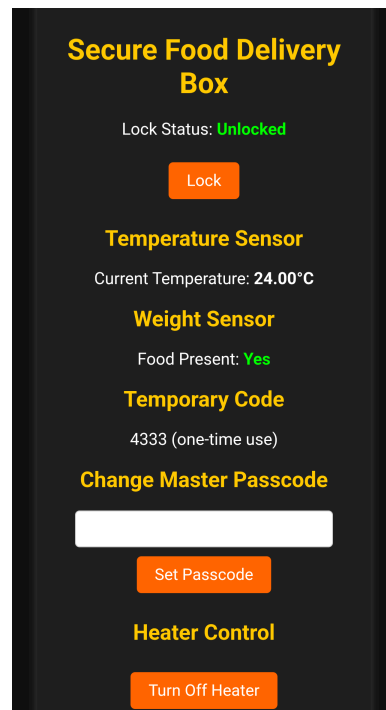 Secure Food Delivery
Box
Lock Status: Unlocked
Lock
Temperature Sensor
Current Temperature: 24.00°C
Weight Sensor
Food Present: Yes
Temporary Code
4333 (one-time use)
Change Master Passcode
Set Passcode
Heater Control
Turn Off Heater